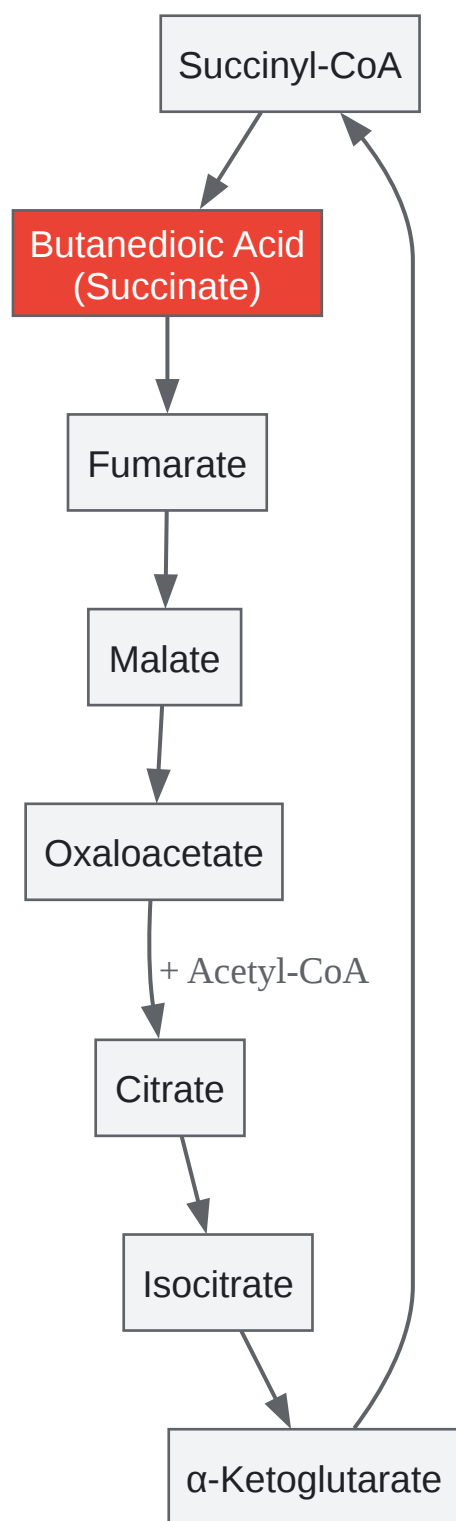 Succinyl-CoA
Butanedioic Acid
(Succinate)
Fumarate
Malate
Oxaloacetate
+ Acetyl-CoA
Citrate
Isocitrate
α-Ketoglutarate